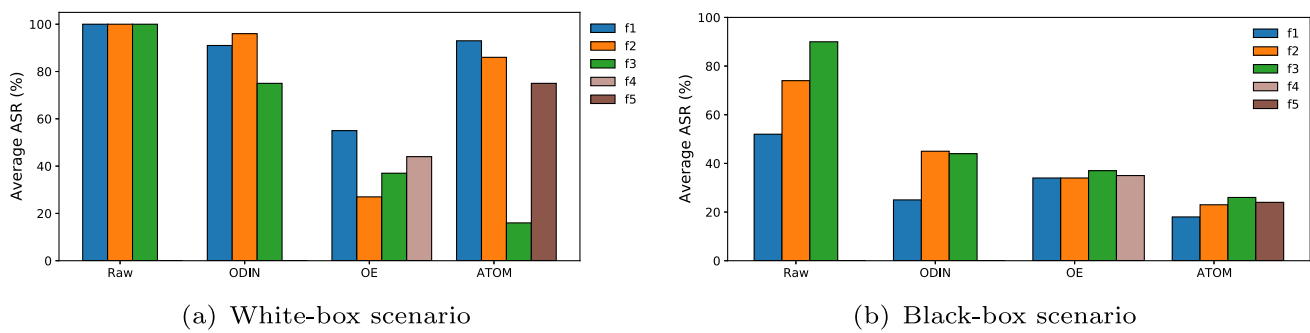 100
80
60
40
20
0
Average ASR (%)
Raw
ODIN
OE
ATOM
f1
f2
f3
f4
f5
(a) White-box scenario
100
80
60
40
20
0
Average ASR (%)
Raw
ODIN
OE
ATOM
f1
f2
f3
f4
f5
(b) Black-box scenario